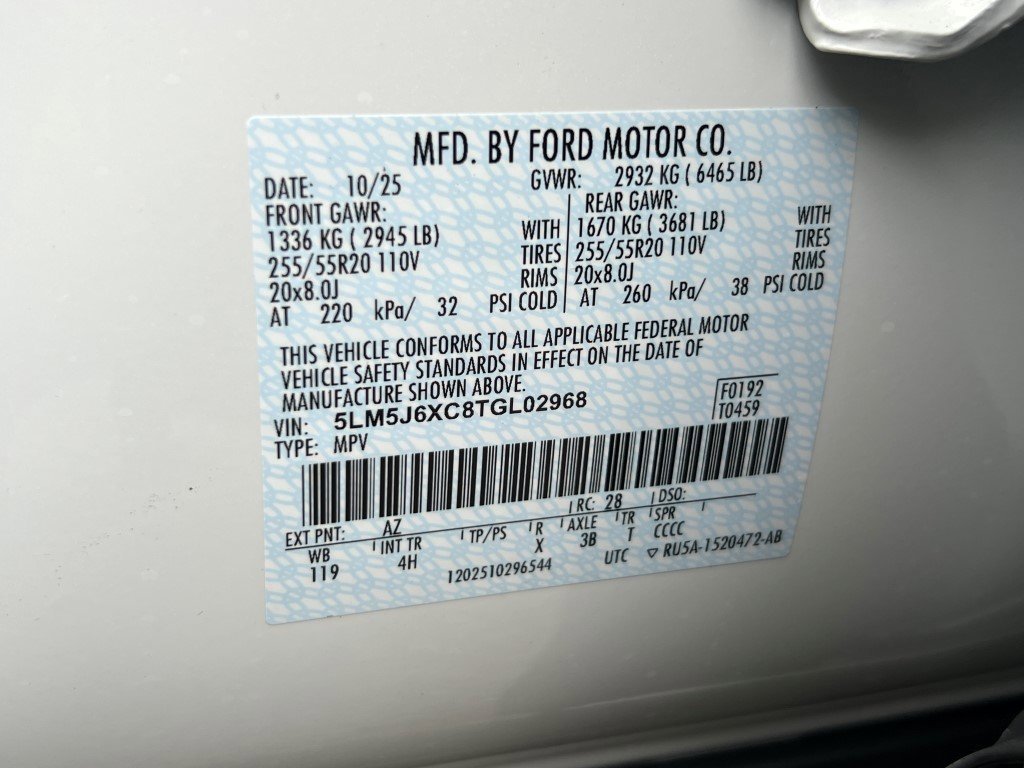 MFD. BY FORD MOTOR CO.
DATE: 10/25 GVWR: 2932 KG ( 6465 LB)
FRONT GAWR: REAR GAWR:
1336 KG ( 2945 LB) WITH 1670 KG ( 3681 LB) WITH
255/55R20 110V TIRES 255/55R20 110V TIRES
20x8.0J RIMS 20x8.0J RIMS
AT 220 kPa/ 32 PSI COLD AT 260 kPa/ 38 PSI COLD
THIS VEHICLE CONFORMS TO ALL APPLICABLE FEDERAL MOTOR
VEHICLE SAFETY STANDARDS IN EFFECT ON THE DATE OF
MANUFACTURE SHOWN ABOVE.
VIN: 5LM5J6XC8TGL02968 F0192
TYPE: MPV T0459
EXT PNT: AZ RC: 28 DSO:
WB INT TR TP/PS R AXLE TR SPR
119 4H X 3B T CCCC
1202510296544 UTC ▽ RU5A-1520472-AB